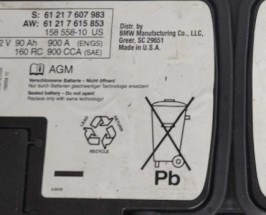 S: 61 21 7 607 983
AW: 61 21 7 615 853
158 558-10 US
2 V 90 Ah 900 A (EN/GS)
160 RC 900 CCA (SAE)
Distr. by
BMW Manufacturing Co., LLC,
Greer, SC 29651
Made in U.S.A.
AGM
Verschlossene Batterie - Nicht öffnen!
Nur durch Batterien gleichwertiger Technologie ersetzen!
Sealed battery - Do not open!
Replace only with same technology!
RECYCLE
Pb